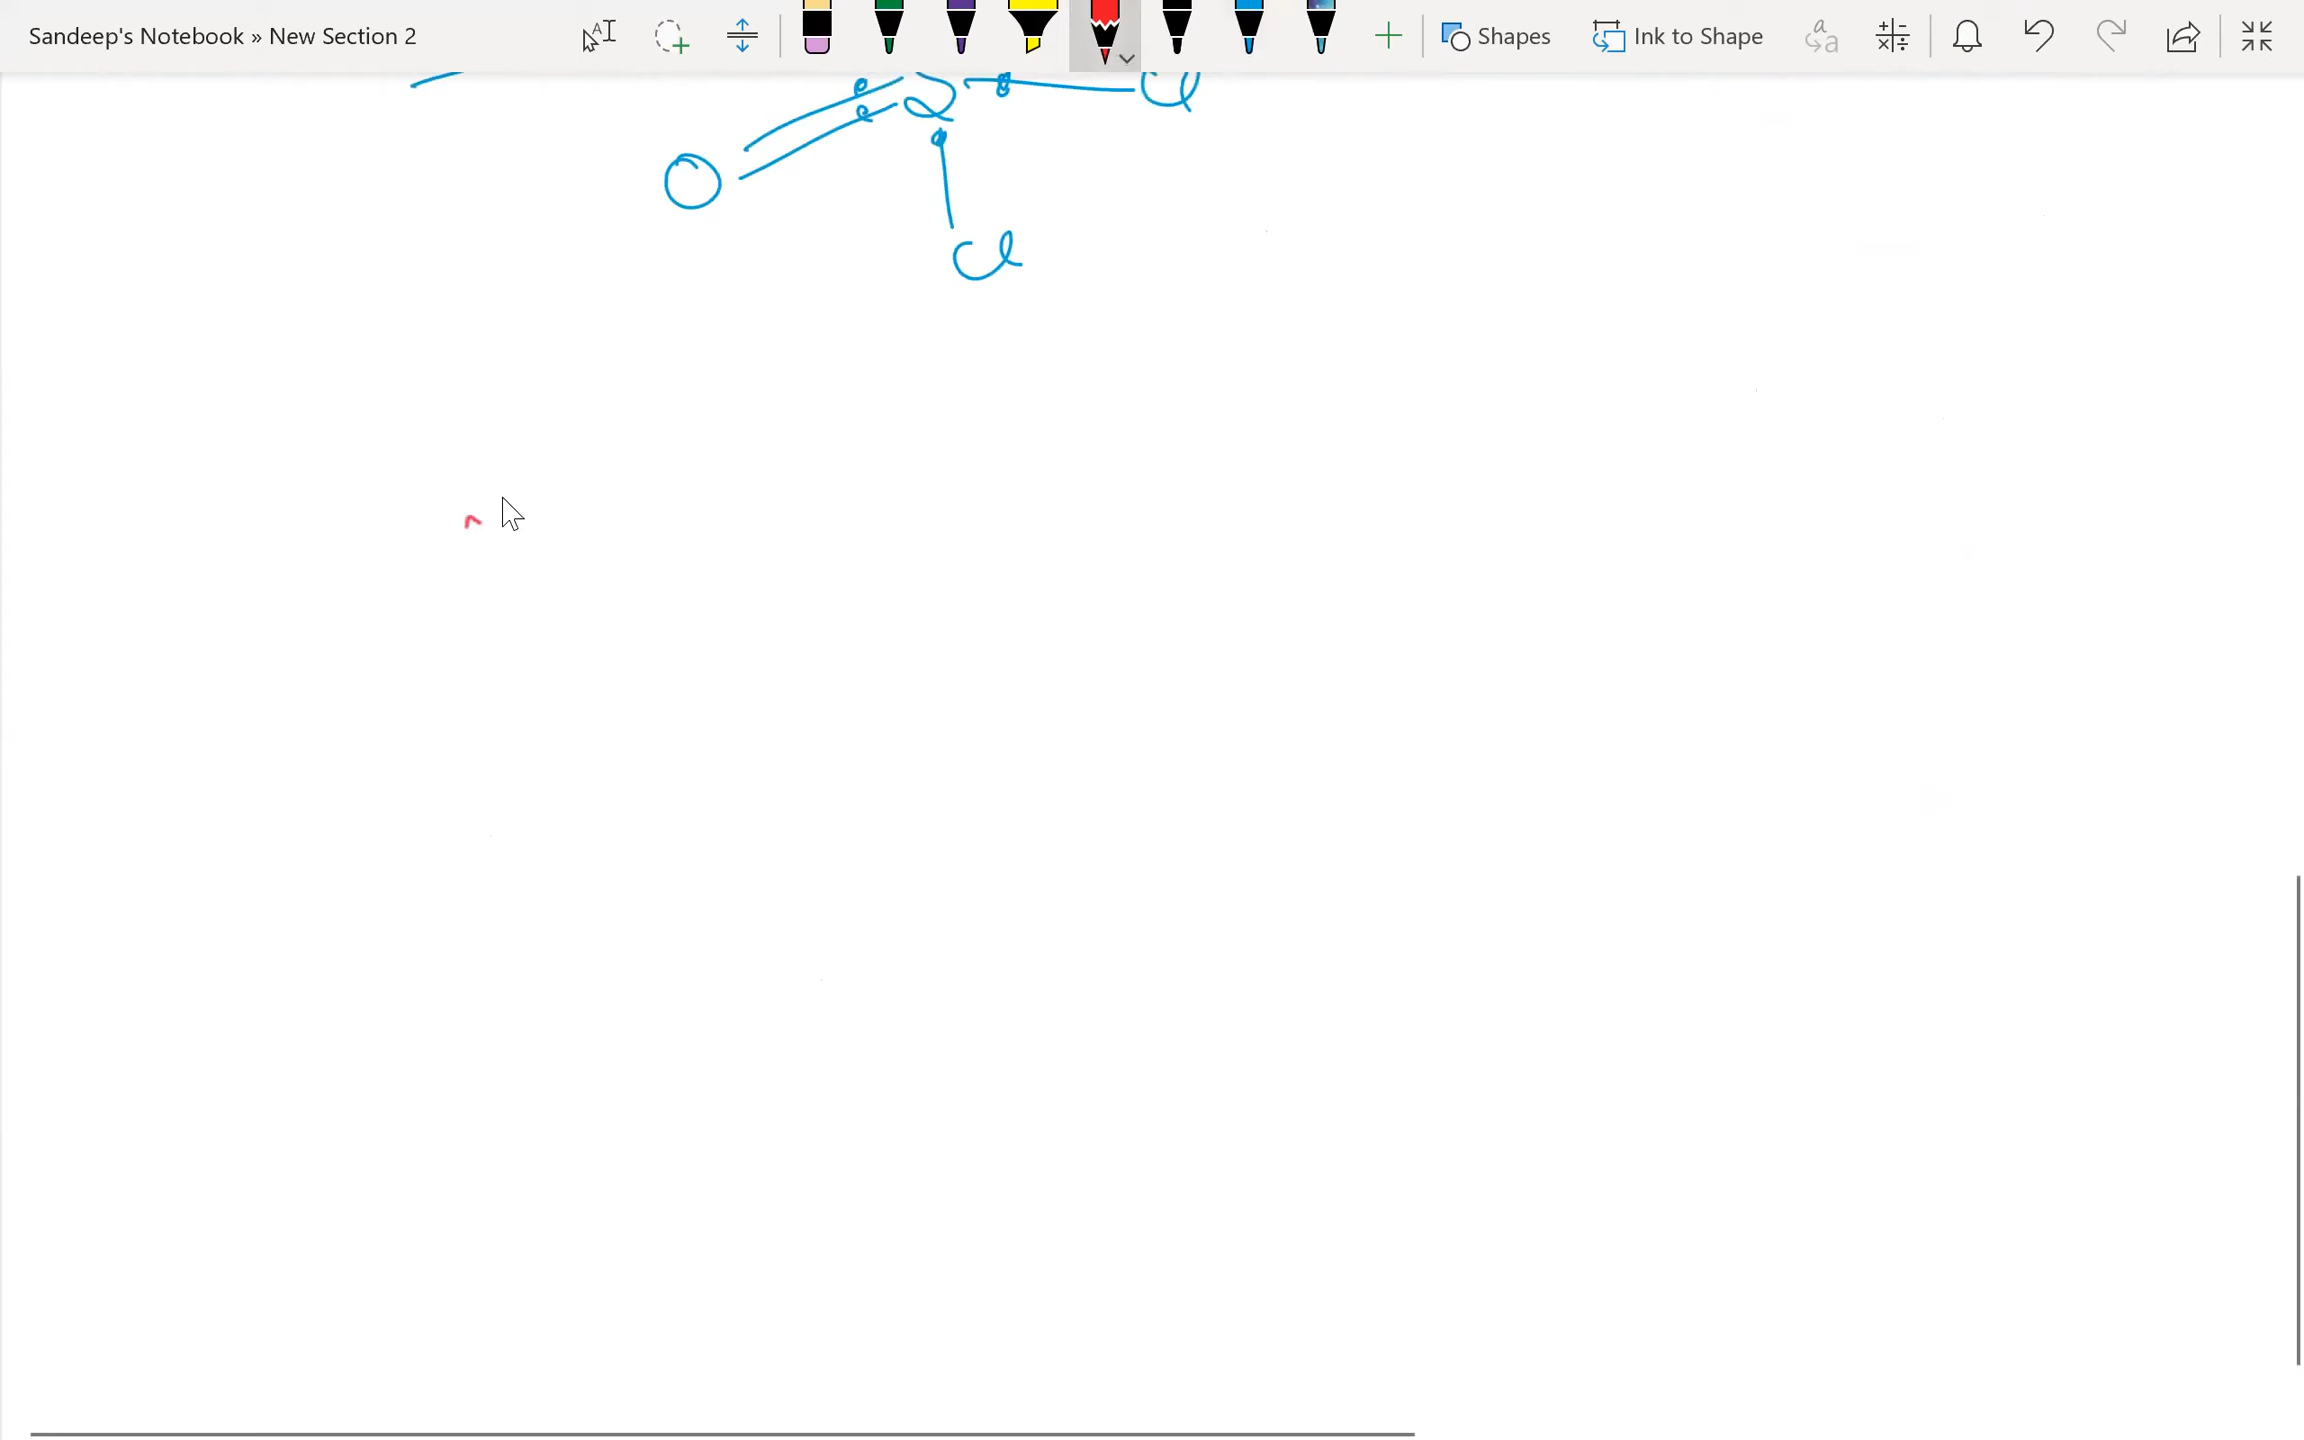 Sandeep's Notebook » New Section 2
Shapes
Ink to Shape
S Cl
O
Cl